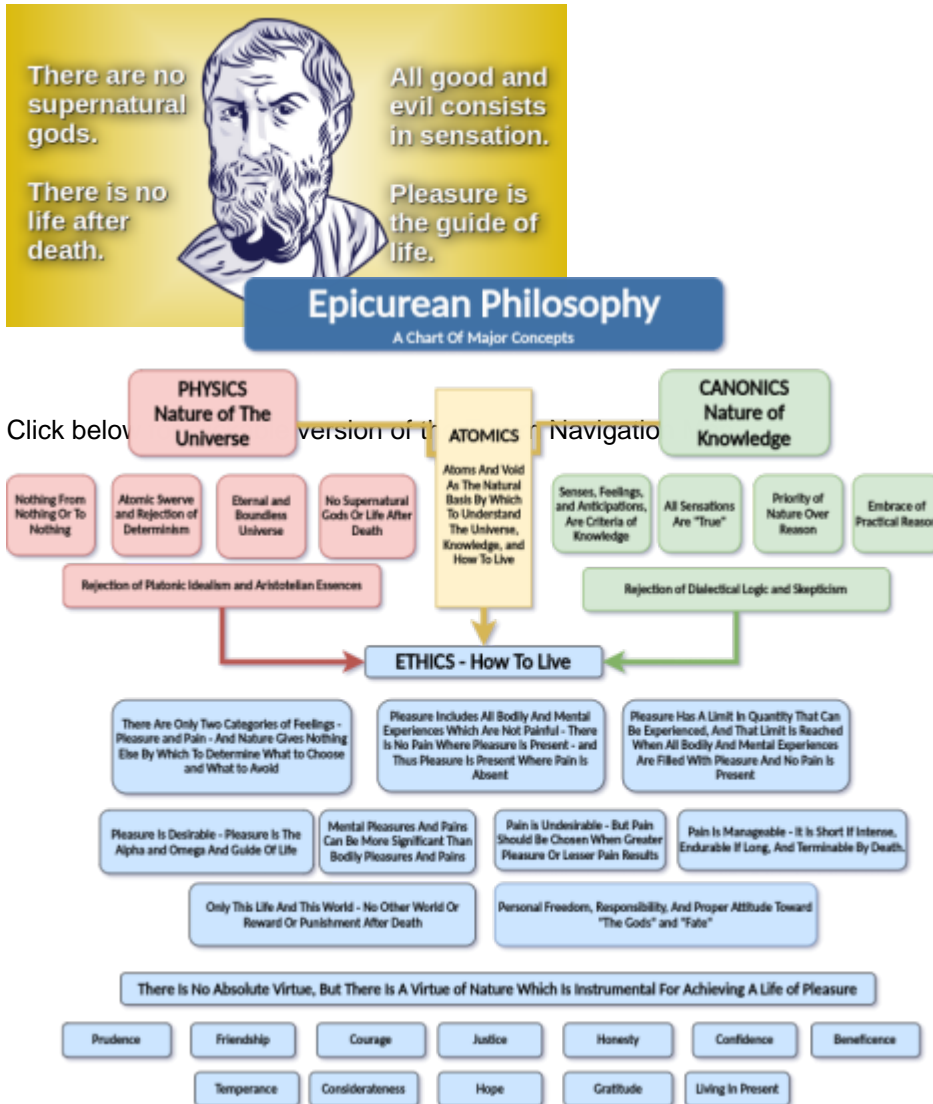 There are no
supernatural
gods.
There is no
life after
death.
All good and
evil consists
in sensation.
Pleasure is
the guide of
life.
Epicurean Philosophy
A Chart Of Major Concepts
Click below
version of th
Navigatio
PHYSICS
Nature of The
Universe
ATOMICS
Atoms And Void
As The Natural
Basis By Which
To Understand
The Universe,
Knowledge, and
How To Live
CANONICS
Nature of
Knowledge
Nothing From
Nothing Or To
Nothing
Atomic Swerve
and Rejection of
Determinism
Eternal and
Boundless
Universe
No Supernatural
Gods Or Life After
Death
Senses, Feelings,
and Anticipations,
Are Criteria of
Knowledge
All Sensations
Are "True"
Priority of
Nature Over
Reason
Embrace of
Practical Reason
Rejection of Platonic Idealism and Aristotelian Essences
Rejection of Dialectical Logic and Skepticism
ETHICS - How To Live
There Are Only Two Categories of Feelings -
Pleasure and Pain - And Nature Gives Nothing
Else By Which To Determine What to Choose
and What to Avoid
Pleasure Includes All Bodily And Mental
Experiences Which Are Not Painful - There
Is No Pain Where Pleasure Is Present - and
Thus Pleasure Is Present Where Pain Is
Absent
Pleasure Has A Limit In Quantity That Can
Be Experienced, And That Limit Is Reached
When All Bodily And Mental Experiences
Are Filled With Pleasure And No Pain Is
Present
Pleasure Is Desirable - Pleasure Is The
Alpha and Omega And Guide Of Life
Mental Pleasures And Pains
Can Be More Significant Than
Bodily Pleasures And Pains
Pain Is Undesirable - But Pain
Should Be Chosen When Greater
Pleasure Or Lesser Pain Results
Pain Is Manageable - It Is Short If Intense,
Endurable If Long, And Terminable By Death.
Only This Life And This World - No Other World Or
Reward Or Punishment After Death
Personal Freedom, Responsibility, And Proper Attitude Toward
"The Gods" and "Fate"
There Is No Absolute Virtue, But There Is A Virtue of Nature Which Is Instrumental For Achieving A Life of Pleasure
Prudence
Friendship
Courage
Justice
Honesty
Confidence
Beneficence
Temperance
Considerateness
Hope
Gratitude
Living In Present